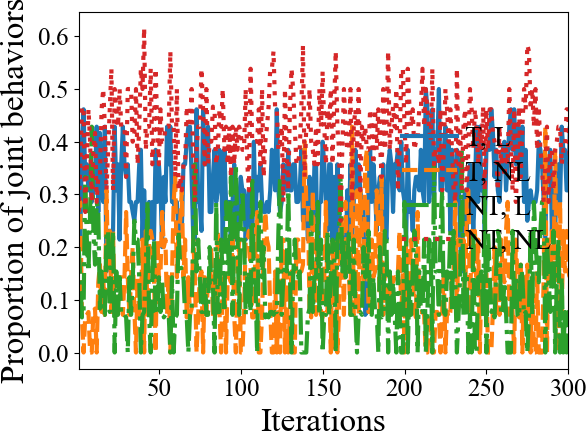 Proportion of joint behaviors
0.6
0.5
0.4
0.3
0.2
0.1
0.0
T, L
T, NL
NT, L
NT, NL
50
100
150
200
250
300
Iterations